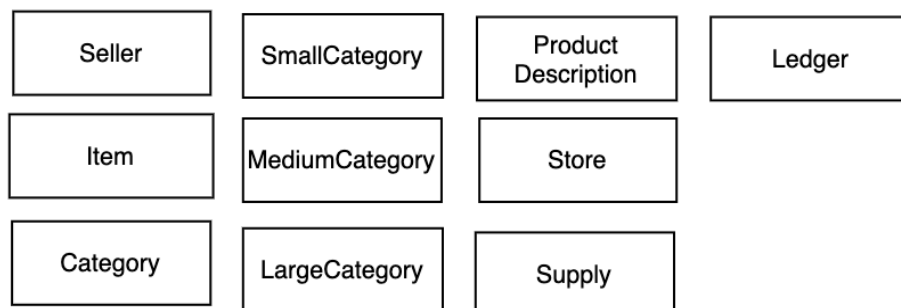 Seller
SmallCategory
Product
Description
Ledger
Item
MediumCategory
Store
Category
LargeCategory
Supply